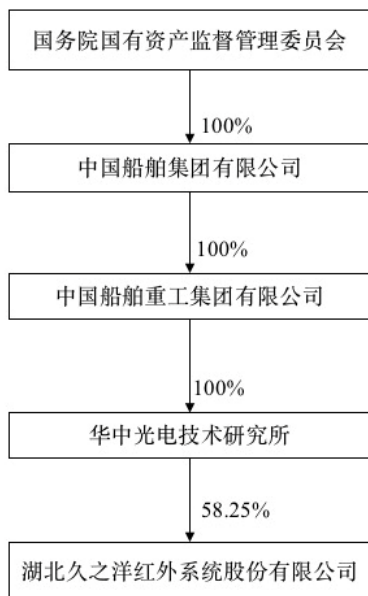 国务院国有资产监督管理委员会
100%
中国船舶集团有限公司
100%
中国船舶重工集团有限公司
100%
华中光电技术研究所
58.25%
湖北久之洋红外系统股份有限公司